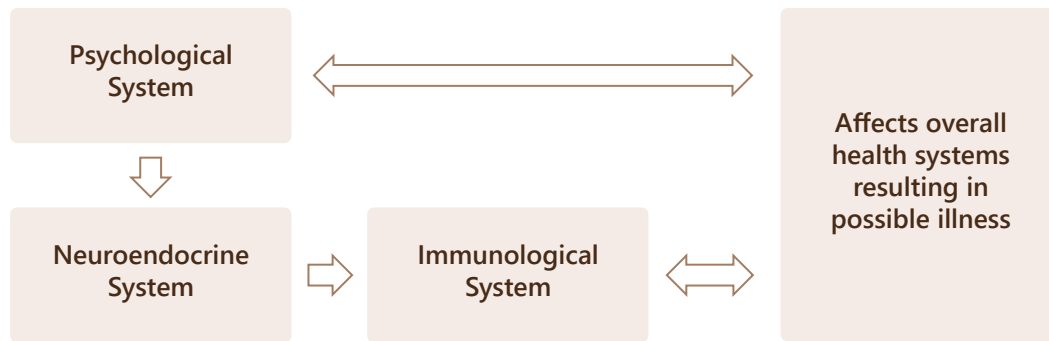 Psychological
System
Affects overall
health systems
resulting in
possible illness
Neuroendocrine
System
Immunological
System